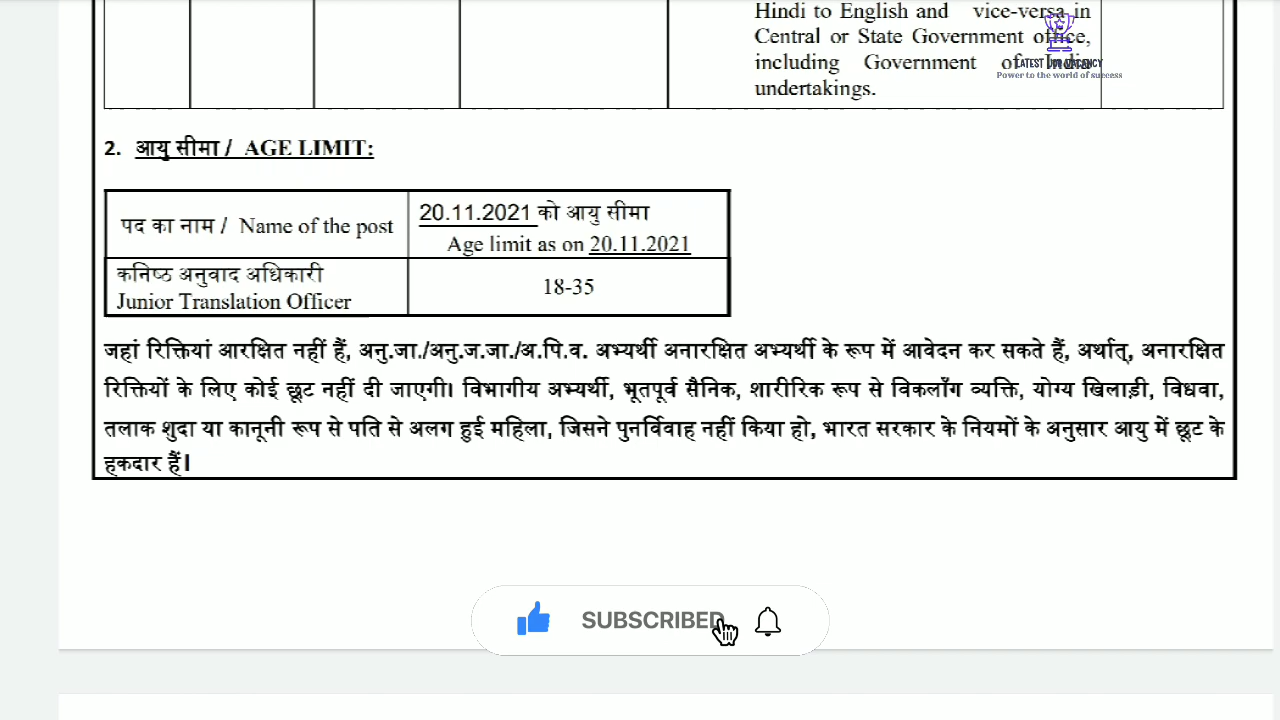 Hindi to English and vice-versa in
Central or State Government office,
including Government of India
undertakings.
LATEST JOB VACANCY
Power to the world of success
2. आयु सीमा / AGE LIMIT:
पद का नाम / Name of the post
20.11.2021 को आयु सीमा
Age limit as on 20.11.2021
कनिष्ठ अनुवाद अधिकारी
Junior Translation Officer
18-35
जहां रिक्तियां आरक्षित नहीं हैं, अनु.जा./अनु.ज.जा./अ.पि.व. अभ्यर्थी अनारक्षित अभ्यर्थी के रूप में आवेदन कर सकते हैं, अर्थात्, अनारक्षित
रिक्तियों के लिए कोई छूट नहीं दी जाएगी। विभागीय अभ्यर्थी, भूतपूर्व सैनिक, शारीरिक रूप से विकलाँग व्यक्ति, योग्य खिलाड़ी, विधवा,
तलाक शुदा या कानूनी रूप से पति से अलग हुई महिला, जिसने पुनर्विवाह नहीं किया हो, भारत सरकार के नियमों के अनुसार आयु में छूट के
हकदार हैं।
SUBSCRIBED